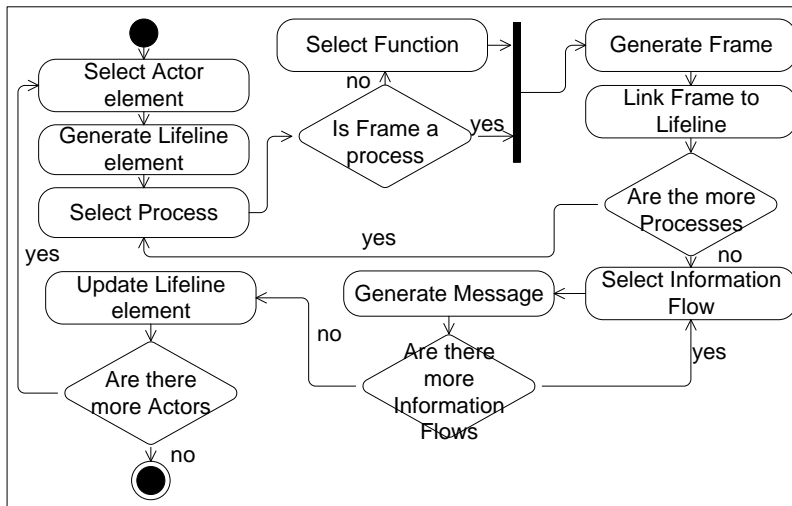 Select Actor
element
Generate Lifeline
element
Select Process
Select Function
no
Is Frame a
process
yes
Generate Frame
Link Frame to
Lifeline
Are the more
Processes
yes
no
Select Information
Flow
Generate Message
Are there
more
Information
Flows
yes
no
Update Lifeline
element
Are there
more Actors
yes
no